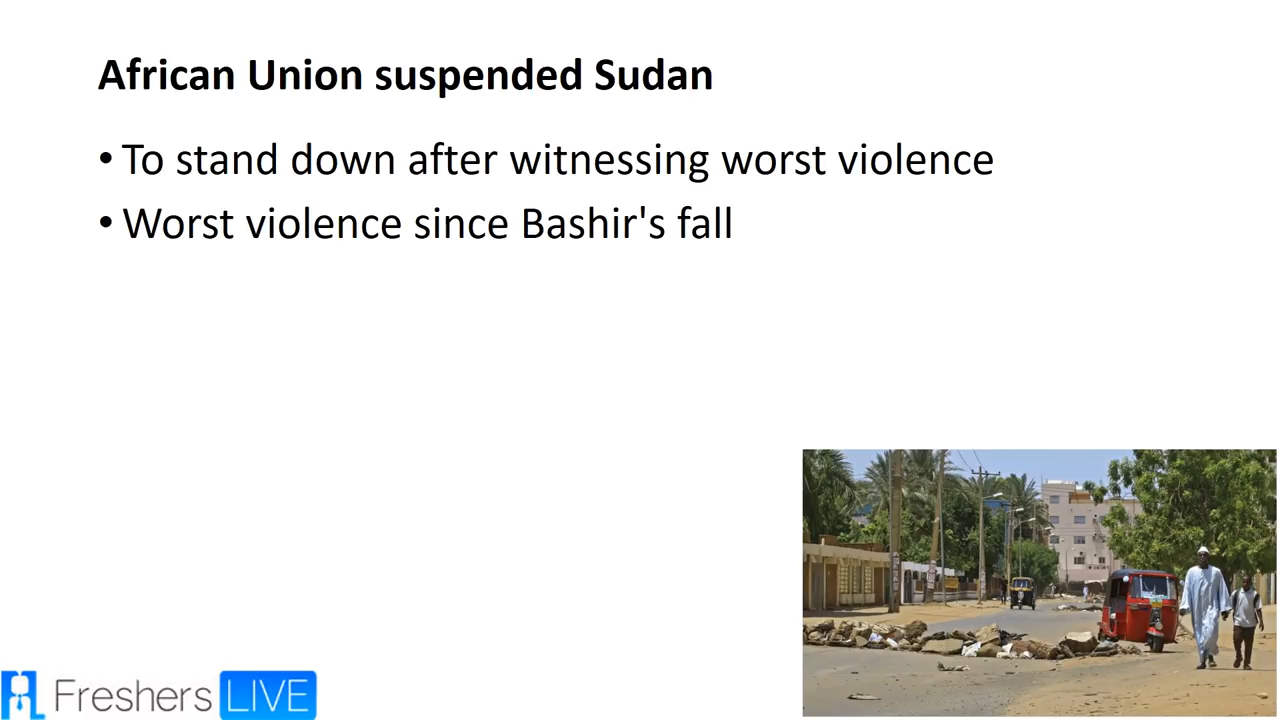 African Union suspended Sudan
• To stand down after witnessing worst violence
• Worst violence since Bashir's fall
Freshers LIVE